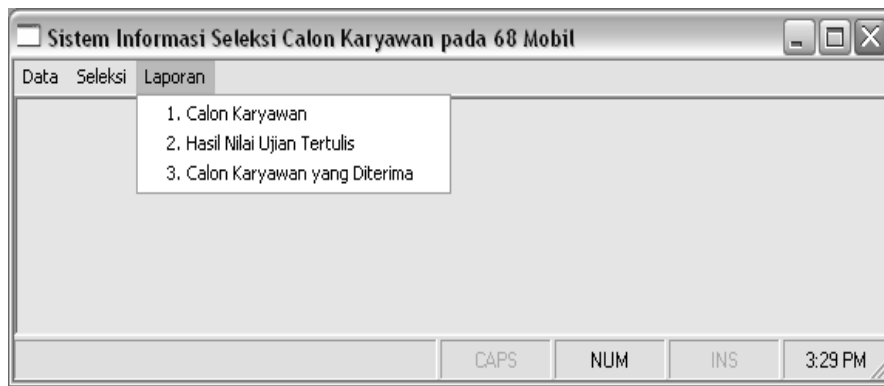 Sistem Informasi Seleksi Calon Karyawan pada 68 Mobil
Data Seleksi Laporan
1. Calon Karyawan
2. Hasil Nilai Ujian Tertulis
3. Calon Karyawan yang Diterima
CAPS NUM INS 3:29 PM